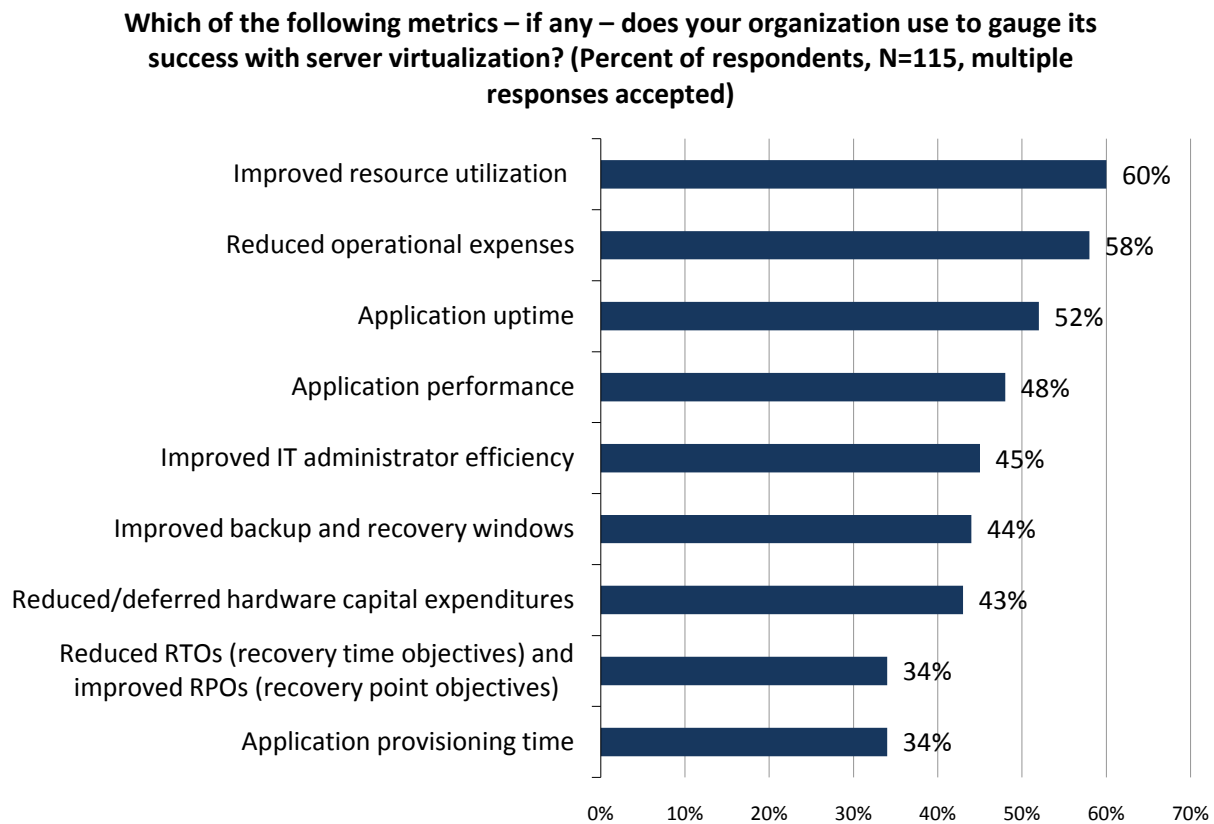 Which of the following metrics – if any – does your organization use to gauge its
success with server virtualization? (Percent of respondents, N=115, multiple
responses accepted)
Improved resource utilization
60%
Reduced operational expenses
58%
Application uptime
52%
Application performance
48%
Improved IT administrator efficiency
45%
Improved backup and recovery windows
44%
Reduced/deferred hardware capital expenditures
43%
Reduced RTOs (recovery time objectives) and
improved RPOs (recovery point objectives)
34%
Application provisioning time
34%
0% 10% 20% 30% 40% 50% 60% 70%